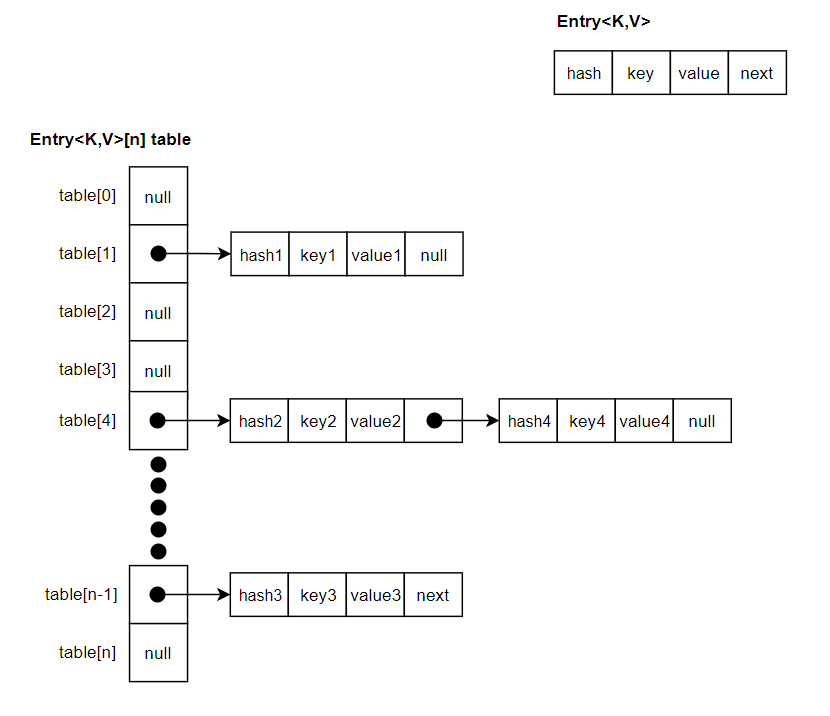 Entry<K,V>
hash key value next
Entry<K,V>[n] table
table[0] null
table[1] hash1 key1 value1 null
table[2] null
table[3] null
table[4] hash2 key2 value2 hash4 key4 value4 null
table[n-1] hash3 key3 value3 next
table[n] null